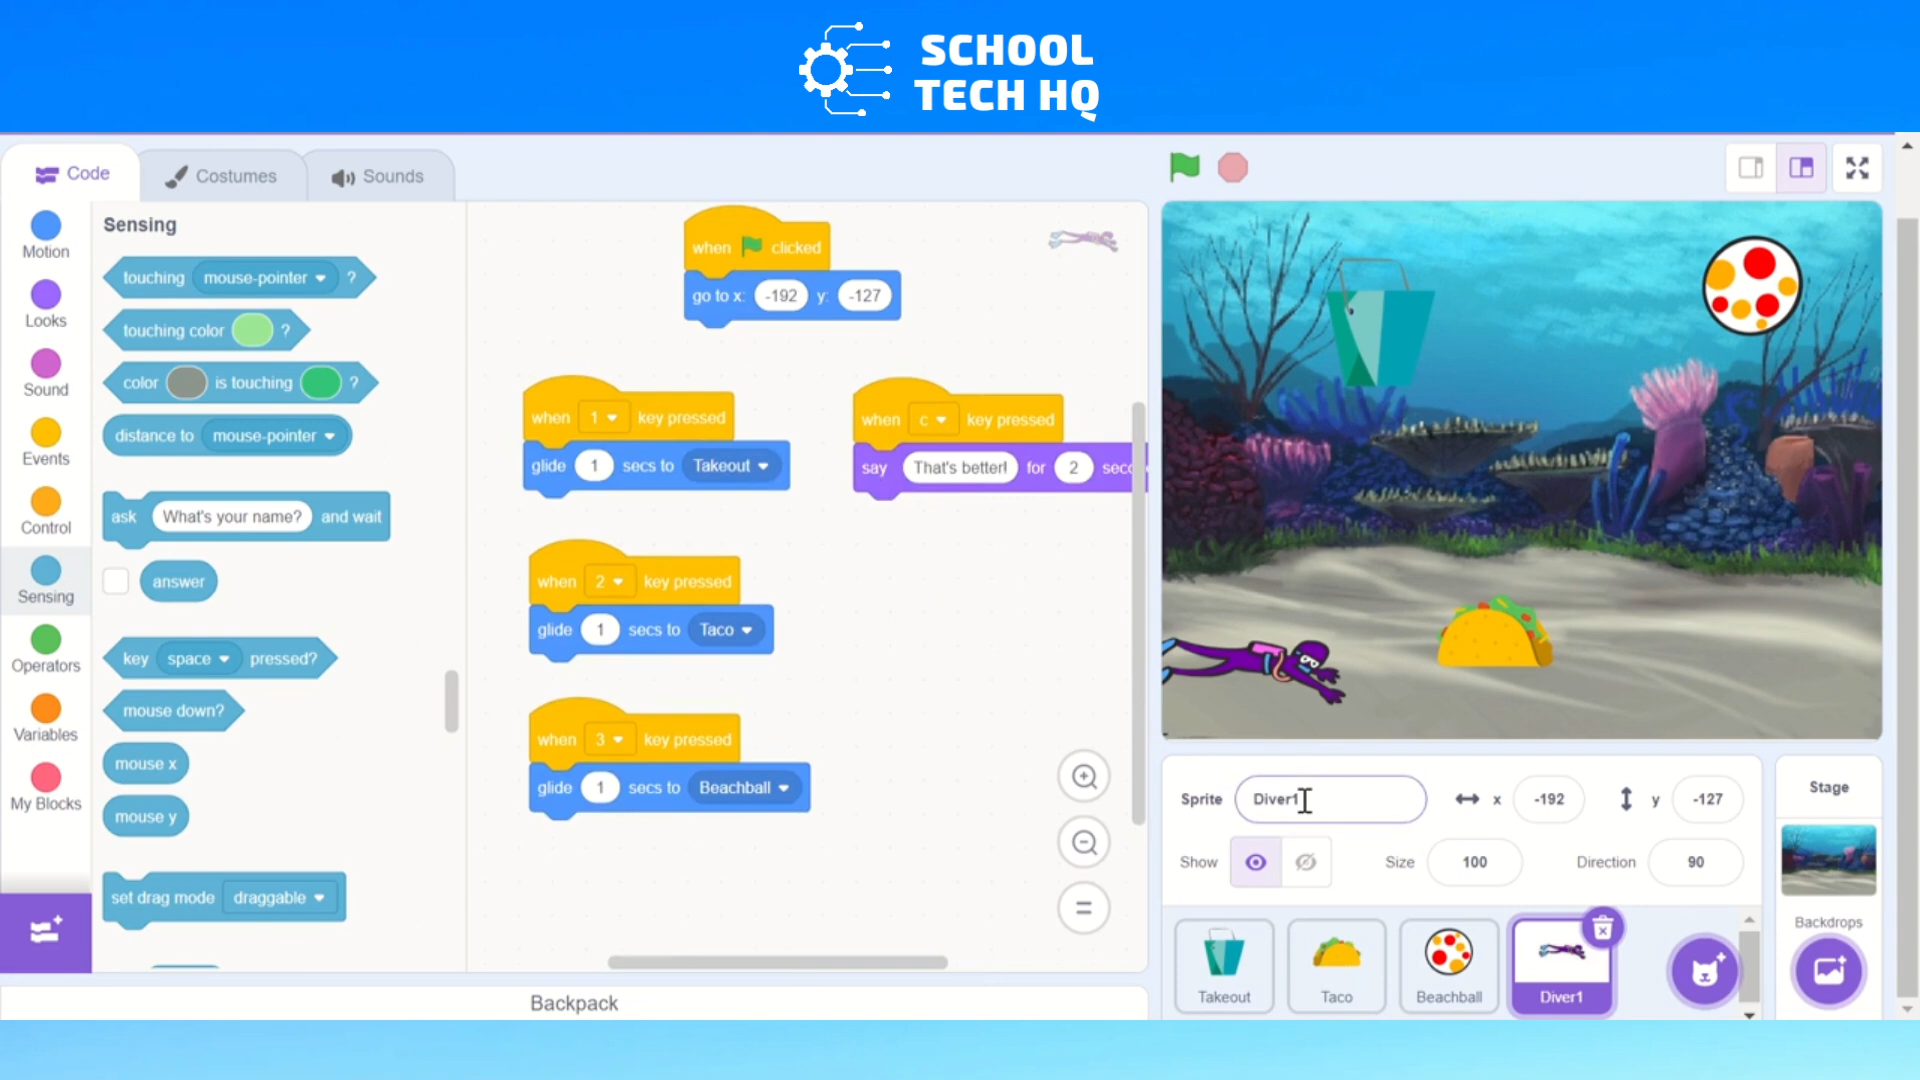 SCHOOL
TECH HQ
Code
Costumes
Sounds
Motion
Looks
Sound
Events
Control
Sensing
Operators
Variables
My Blocks
Sensing
touching mouse-pointer ?
touching color ?
color is touching ?
distance to mouse-pointer
ask What's your name? and wait
answer
key space pressed?
mouse down?
mouse x
mouse y
set drag mode draggable
when clicked
go to x: -192 y: -127
when 1 key pressed
glide 1 secs to Takeout
when c key pressed
say That's better! for 2 seco
when 2 key pressed
glide 1 secs to Taco
when 3 key pressed
glide 1 secs to Beachball
Sprite Diver1 x -192 y -127
Show Size 100 Direction 90
Takeout
Taco
Beachball
Diver1
Stage
Backdrops
Backpack